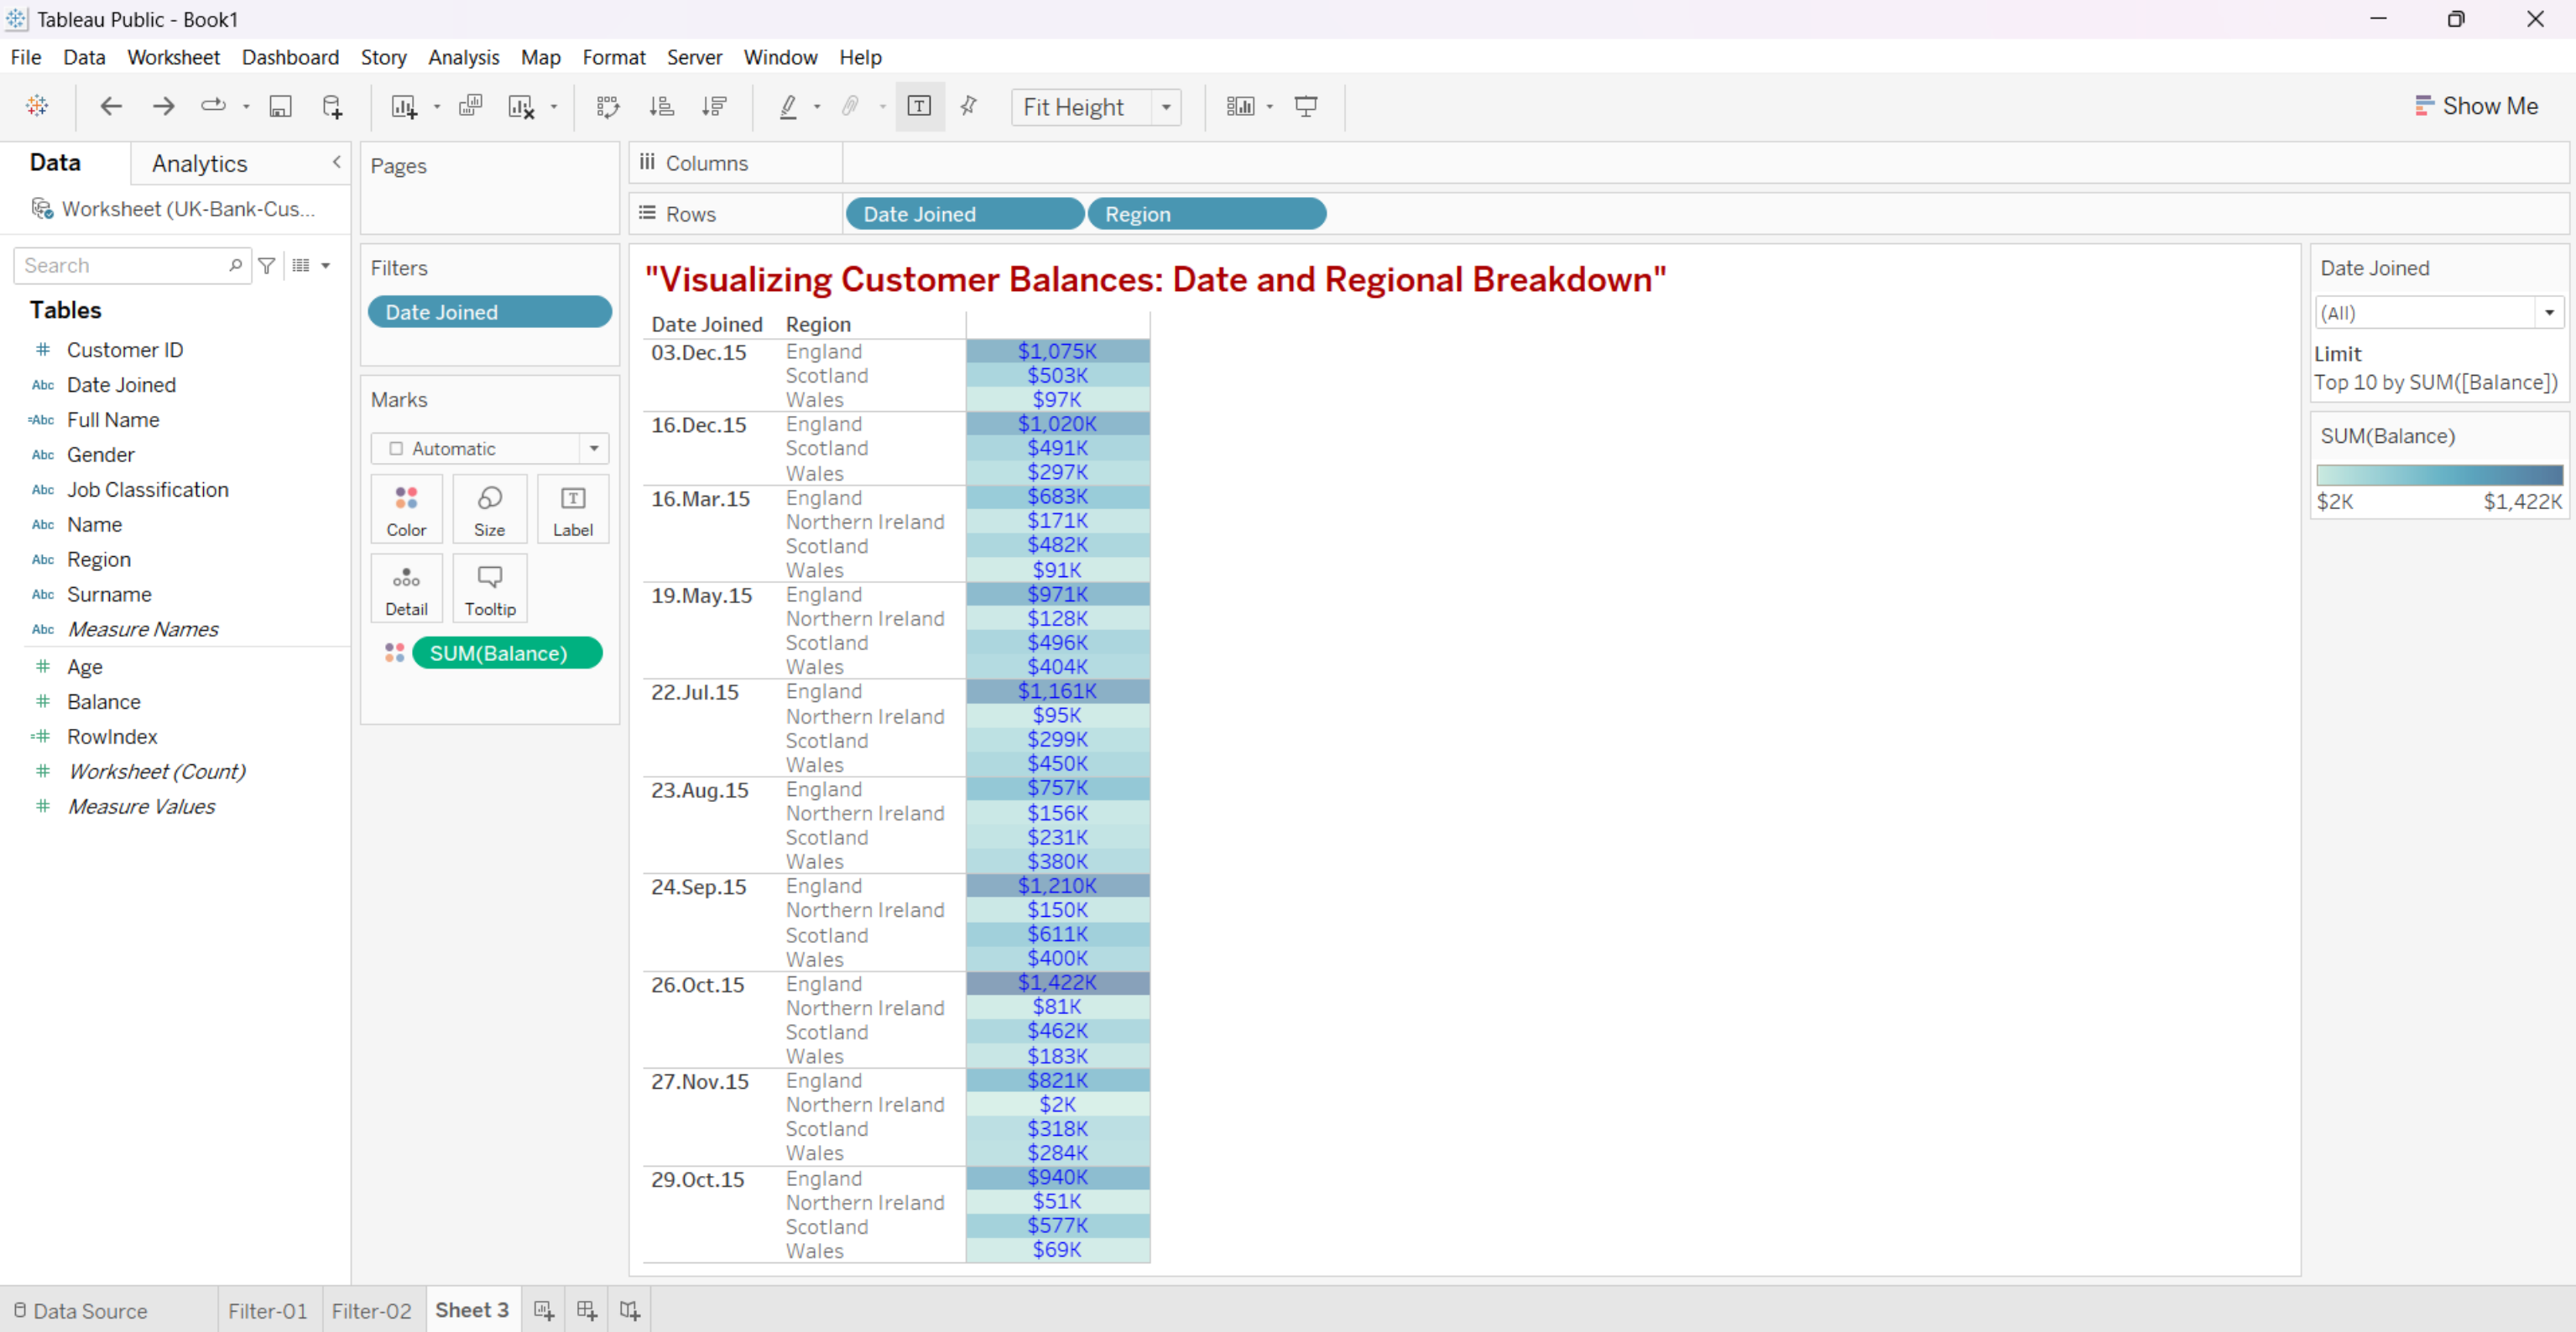 Tableau Public - Book1
File Data Worksheet Dashboard Story Analysis Map Format Server Window Help
Fit Height
Show Me
Data Analytics
Worksheet (UK-Bank-Cus...
Search
Tables
Customer ID
Abc Date Joined
=Abc Full Name
Abc Gender
Abc Job Classification
Abc Name
Abc Region
Abc Surname
Abc Measure Names
Age
Balance
RowIndex
Worksheet (Count)
Measure Values
Pages
Filters
Date Joined
Marks
Automatic
Color Size Label
Detail Tooltip
SUM(Balance)
Columns
Rows Date Joined Region
"Visualizing Customer Balances: Date and Regional Breakdown"
Date Joined Region
03.Dec.15 England $1,075K
Scotland $503K
Wales $97K
16.Dec.15 England $1,020K
Scotland $491K
Wales $297K
16.Mar.15 England $683K
Northern Ireland $171K
Scotland $482K
Wales $91K
19.May.15 England $971K
Northern Ireland $128K
Scotland $496K
Wales $404K
22.Jul.15 England $1,161K
Northern Ireland $95K
Scotland $299K
Wales $450K
23.Aug.15 England $757K
Northern Ireland $156K
Scotland $231K
Wales $380K
24.Sep.15 England $1,210K
Northern Ireland $150K
Scotland $611K
Wales $400K
26.Oct.15 England $1,422K
Northern Ireland $81K
Scotland $462K
Wales $183K
27.Nov.15 England $821K
Northern Ireland $2K
Scotland $318K
Wales $284K
29.Oct.15 England $940K
Northern Ireland $51K
Scotland $577K
Wales $69K
Date Joined
(All)
Limit
Top 10 by SUM([Balance])
SUM(Balance)
$2K $1,422K
Data Source Filter-01 Filter-02 Sheet 3